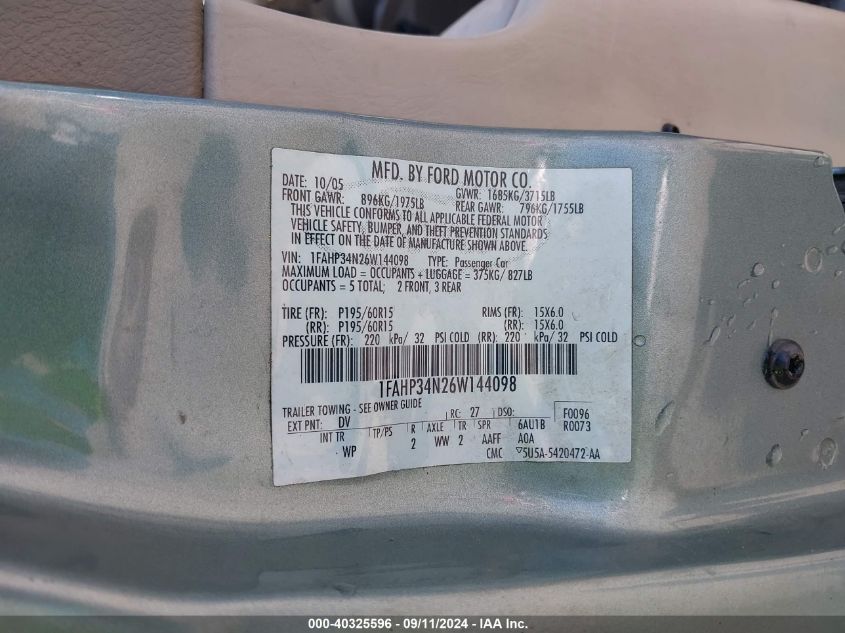 MFD. BY FORD MOTOR CO.
DATE: 10/05 GVWR: 1685KG/3715LB
FRONT GAWR: 896KG/1975LB REAR GAWR: 796KG/1755LB
THIS VEHICLE CONFORMS TO ALL APPLICABLE FEDERAL MOTOR
VEHICLE SAFETY, BUMPER, AND THEFT PREVENTION STANDARDS
IN EFFECT ON THE DATE OF MANUFACTURE SHOWN ABOVE.
VIN: 1FAHP34N26W144098 TYPE: PASSENGER CAR
MAXIMUM LOAD = OCCUPANTS + LUGGAGE = 375KG/ 827LB
OCCUPANTS = 5 TOTAL; 2 FRONT, 3 REAR
TIRE (FR): P195/60R15 RIMS (FR): 15X6.0
(RR): P195/60R15 (RR): 15X6.0
PRESSURE (FR): 220 kPa/ 32 PSI COLD (RR): 220 kPa/ 32 PSI COLD
1FAHP34N26W144098
TRAILER TOWING - SEE OWNER GUIDE
EXT PNT: DV RC: 27 DSO: F0096
INT TR TP/PS R AXLE TR SPR 6AU1B R0073
WP 2 WW 2 AAFF AOA
CMC ▽5U5A-5420472-AA
000-40325596 - 09/11/2024 - IAA Inc.